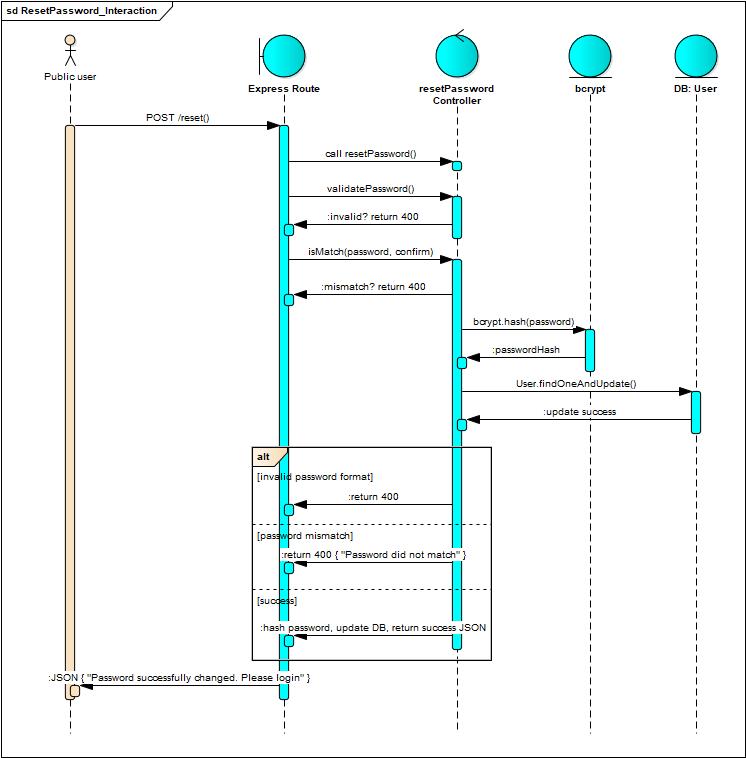 sd ResetPassword_Interaction
Public user
Express Route
resetPassword
Controller
bcrypt
DB: User
POST /reset()
call resetPassword()
validatePassword()
:invalid? return 400
isMatch(password, confirm)
:mismatch? return 400
bcrypt.hash(password)
:passwordHash
User.findOneAndUpdate()
:update success
alt
[invalid password format]
:return 400
[password mismatch]
:return 400 { "Password did not match" }
[success]
:hash password, update DB, return success JSON
:JSON { "Password successfully changed. Please login" }